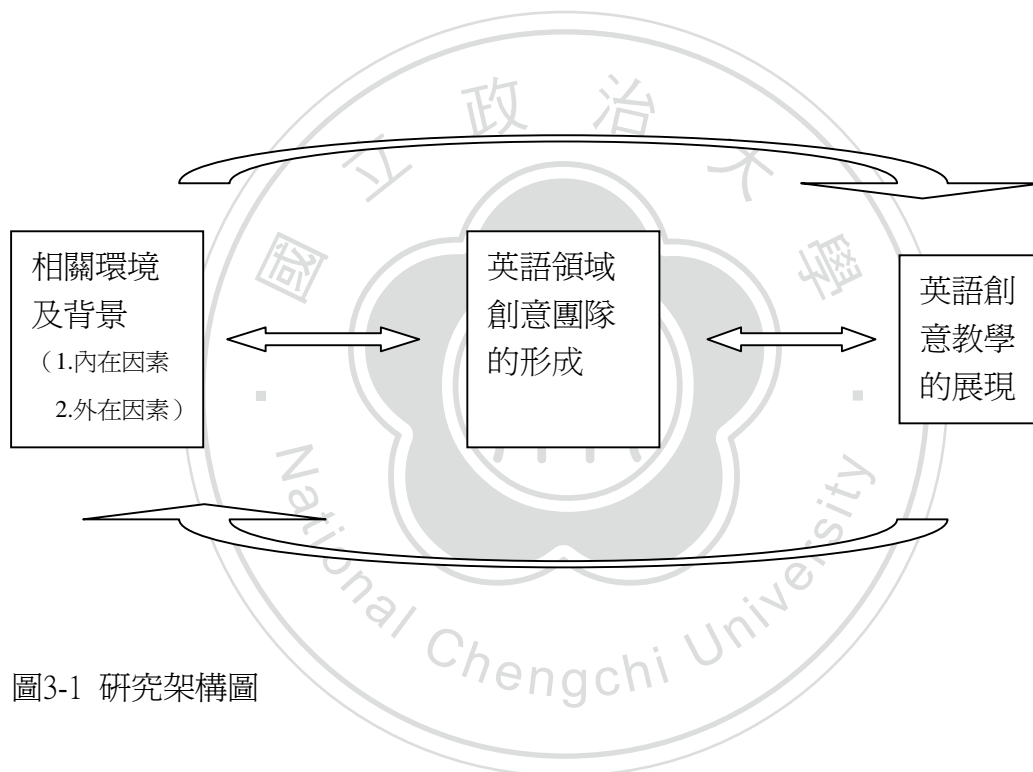 國立政治大學
相關環境
及背景
（1.內在因素
2.外在因素）
英語領域
創意團隊
的形成
英語創
意教學
的展現
National Chengchi University
圖3-1 研究架構圖